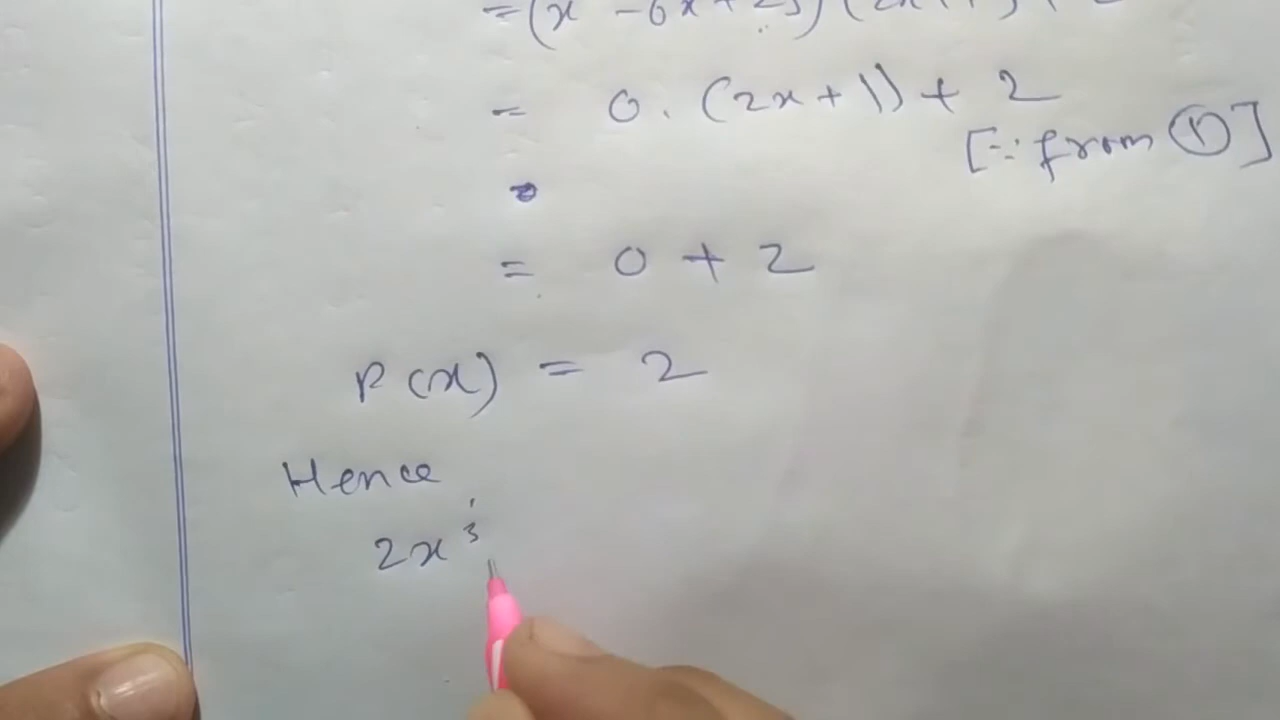 = 0. (2x+1) + 2
[∵ from ①]
= 0 + 2
P(x) = 2
Hence
2x³